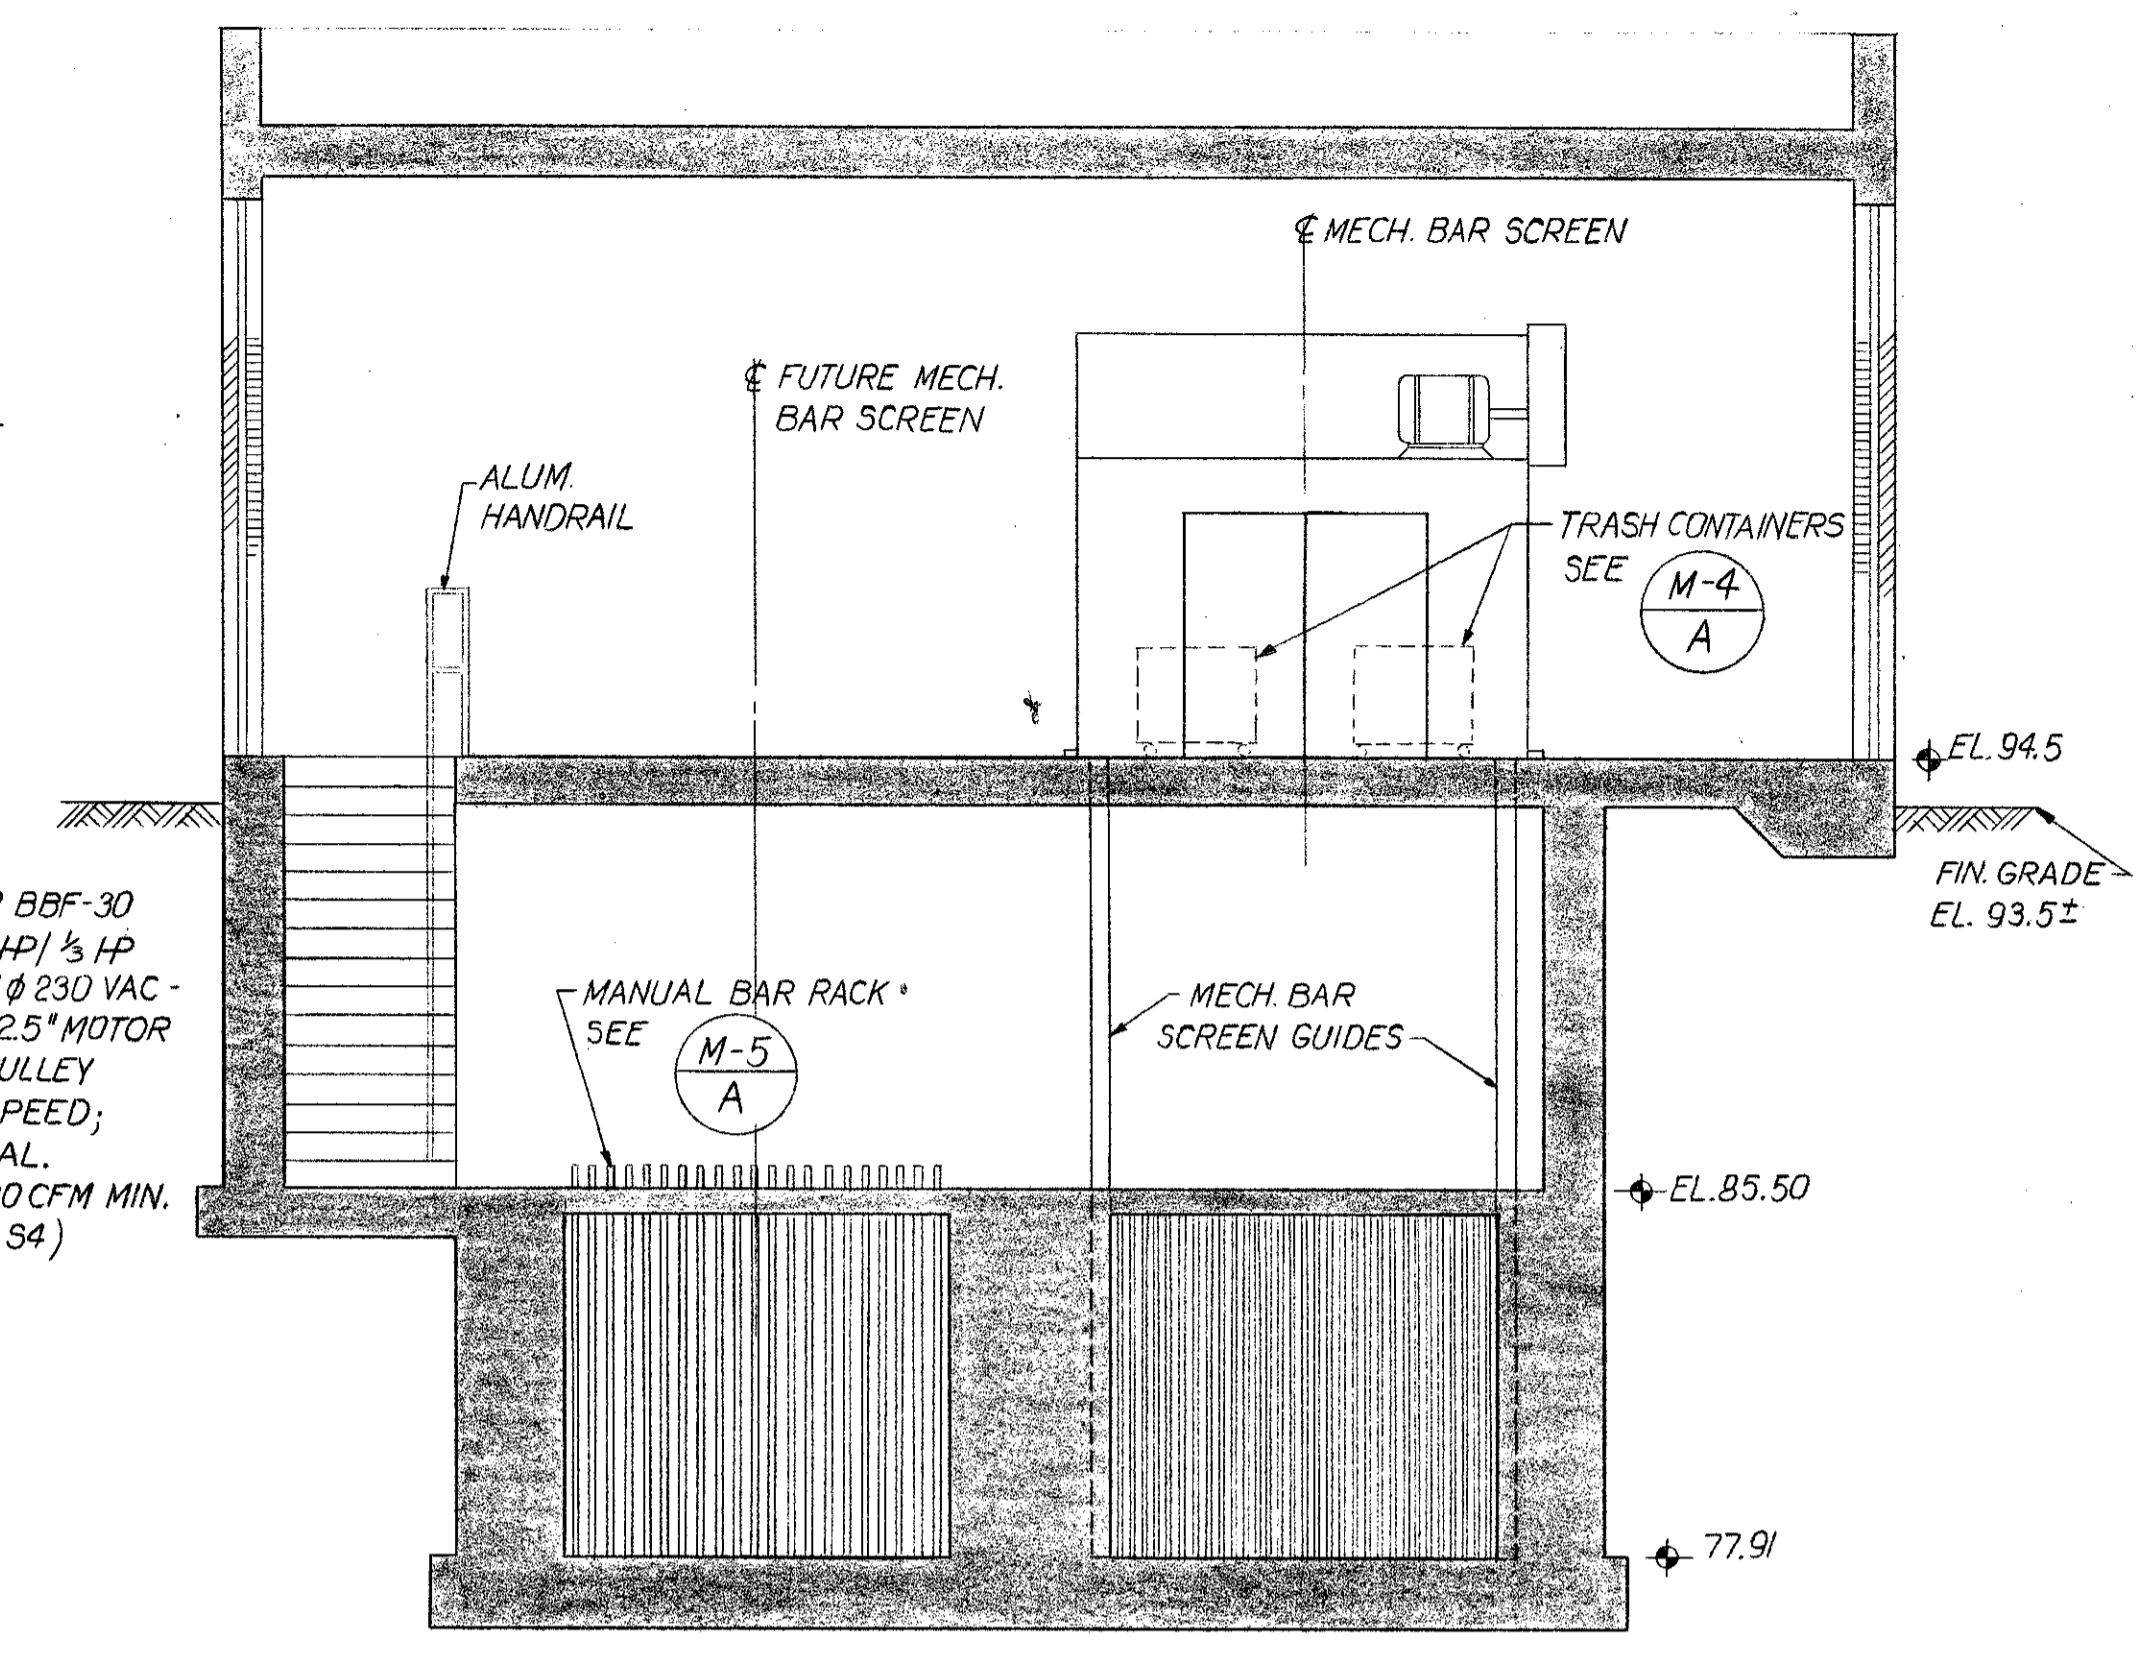 ℄ MECH. BAR SCREEN
℄ FUTURE MECH.
BAR SCREEN
ALUM.
HANDRAIL
TRASH CONTAINERS
SEE
M-4
A
EL. 94.5
FIN. GRADE
EL. 93.5±
BBF-30
HP/ ⅓ HP
φ 230 VAC -
2.5" MOTOR
ULLEY
PEED;
AL.
0 CFM MIN.
S4)
MANUAL BAR RACK
SEE
M-5
A
MECH. BAR
SCREEN GUIDES
EL. 85.50
77.91